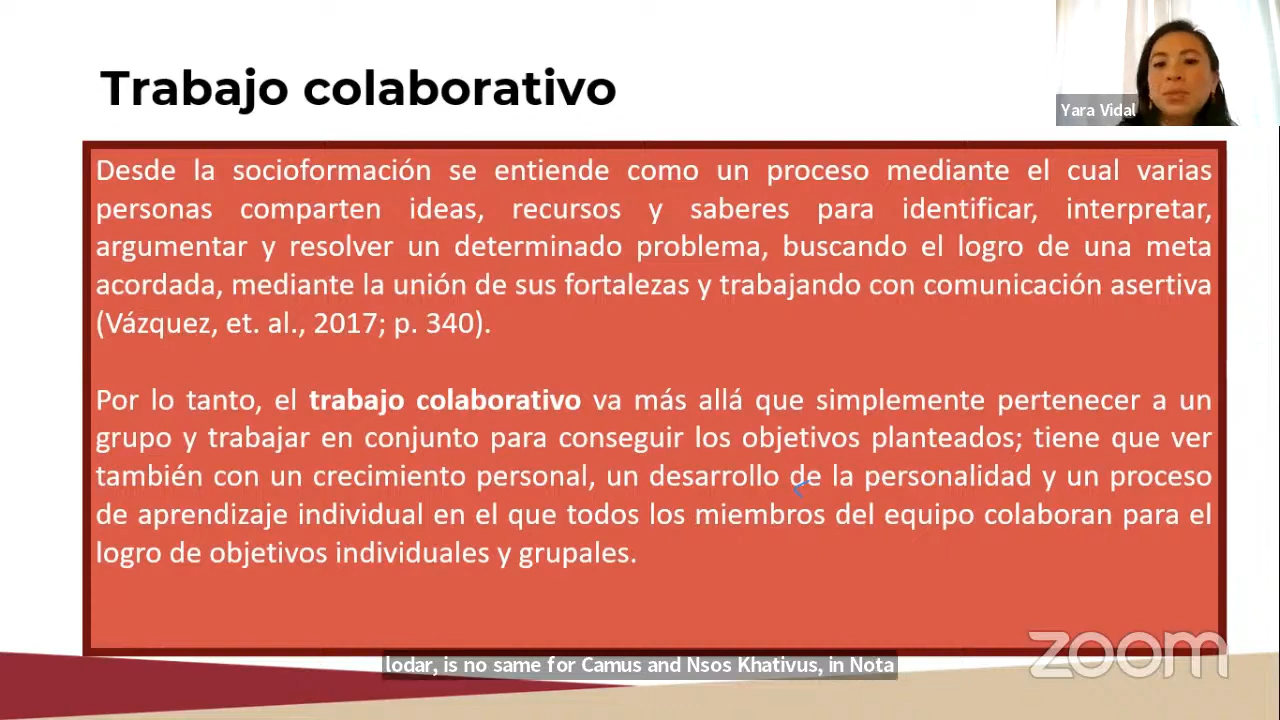 Trabajo colaborativo
Yara Vidal
Desde la socioformación se entiende como un proceso mediante el cual varias
personas comparten ideas, recursos y saberes para identificar, interpretar,
argumentar y resolver un determinado problema, buscando el logro de una meta
acordada, mediante la unión de sus fortalezas y trabajando con comunicación asertiva
(Vázquez, et. al., 2017; p. 340).
Por lo tanto, el trabajo colaborativo va más allá que simplemente pertenecer a un
grupo y trabajar en conjunto para conseguir los objetivos planteados; tiene que ver
también con un crecimiento personal, un desarrollo de la personalidad y un proceso
de aprendizaje individual en el que todos los miembros del equipo colaboran para el
logro de objetivos individuales y grupales.
zoom
lodar, is no same for Camus and Nsos Khativus, in Nota